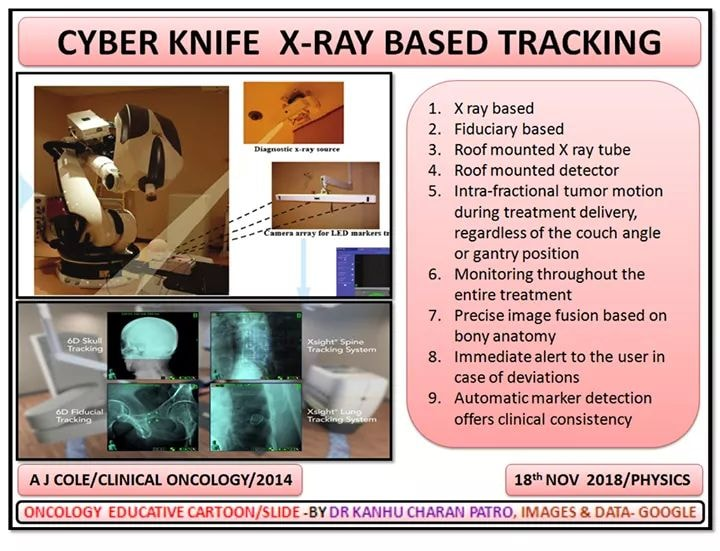 CYBER KNIFE X-RAY BASED TRACKING
Diagnostic x-ray source
Camera array for LED markers tr
6D Skull
Tracking
Xsight® Spine
Tracking System
6D Fiducial
Tracking
Xsight® Lung
Tracking System
1. X ray based
2. Fiduciary based
3. Roof mounted X ray tube
4. Roof mounted detector
5. Intra-fractional tumor motion
during treatment delivery,
regardless of the couch angle
or gantry position
6. Monitoring throughout the
entire treatment
7. Precise image fusion based on
bony anatomy
8. Immediate alert to the user in
case of deviations
9. Automatic marker detection
offers clinical consistency
A J COLE/CLINICAL ONCOLOGY/2014
18th NOV 2018/PHYSICS
ONCOLOGY EDUCATIVE CARTOON/SLIDE -BY DR KANHU CHARAN PATRO, IMAGES & DATA- GOOGLE